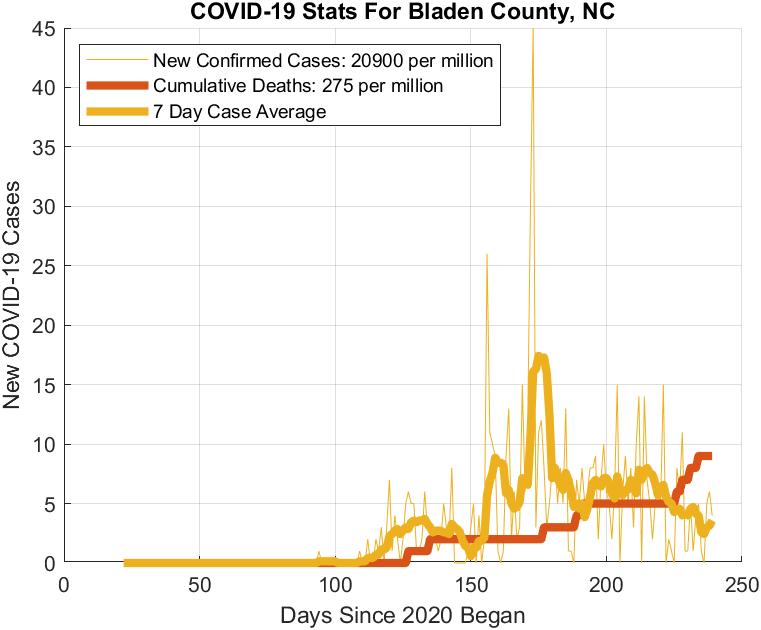 COVID-19 Stats For Bladen County, NC
45
New Confirmed Cases: 20900 per million
40
Cumulative Deaths: 275 per million
7 Day Case Average
35
30
25
20
15
10
5
0
New COVID-19 Cases
0 50 100 150 200 250
Days Since 2020 Began